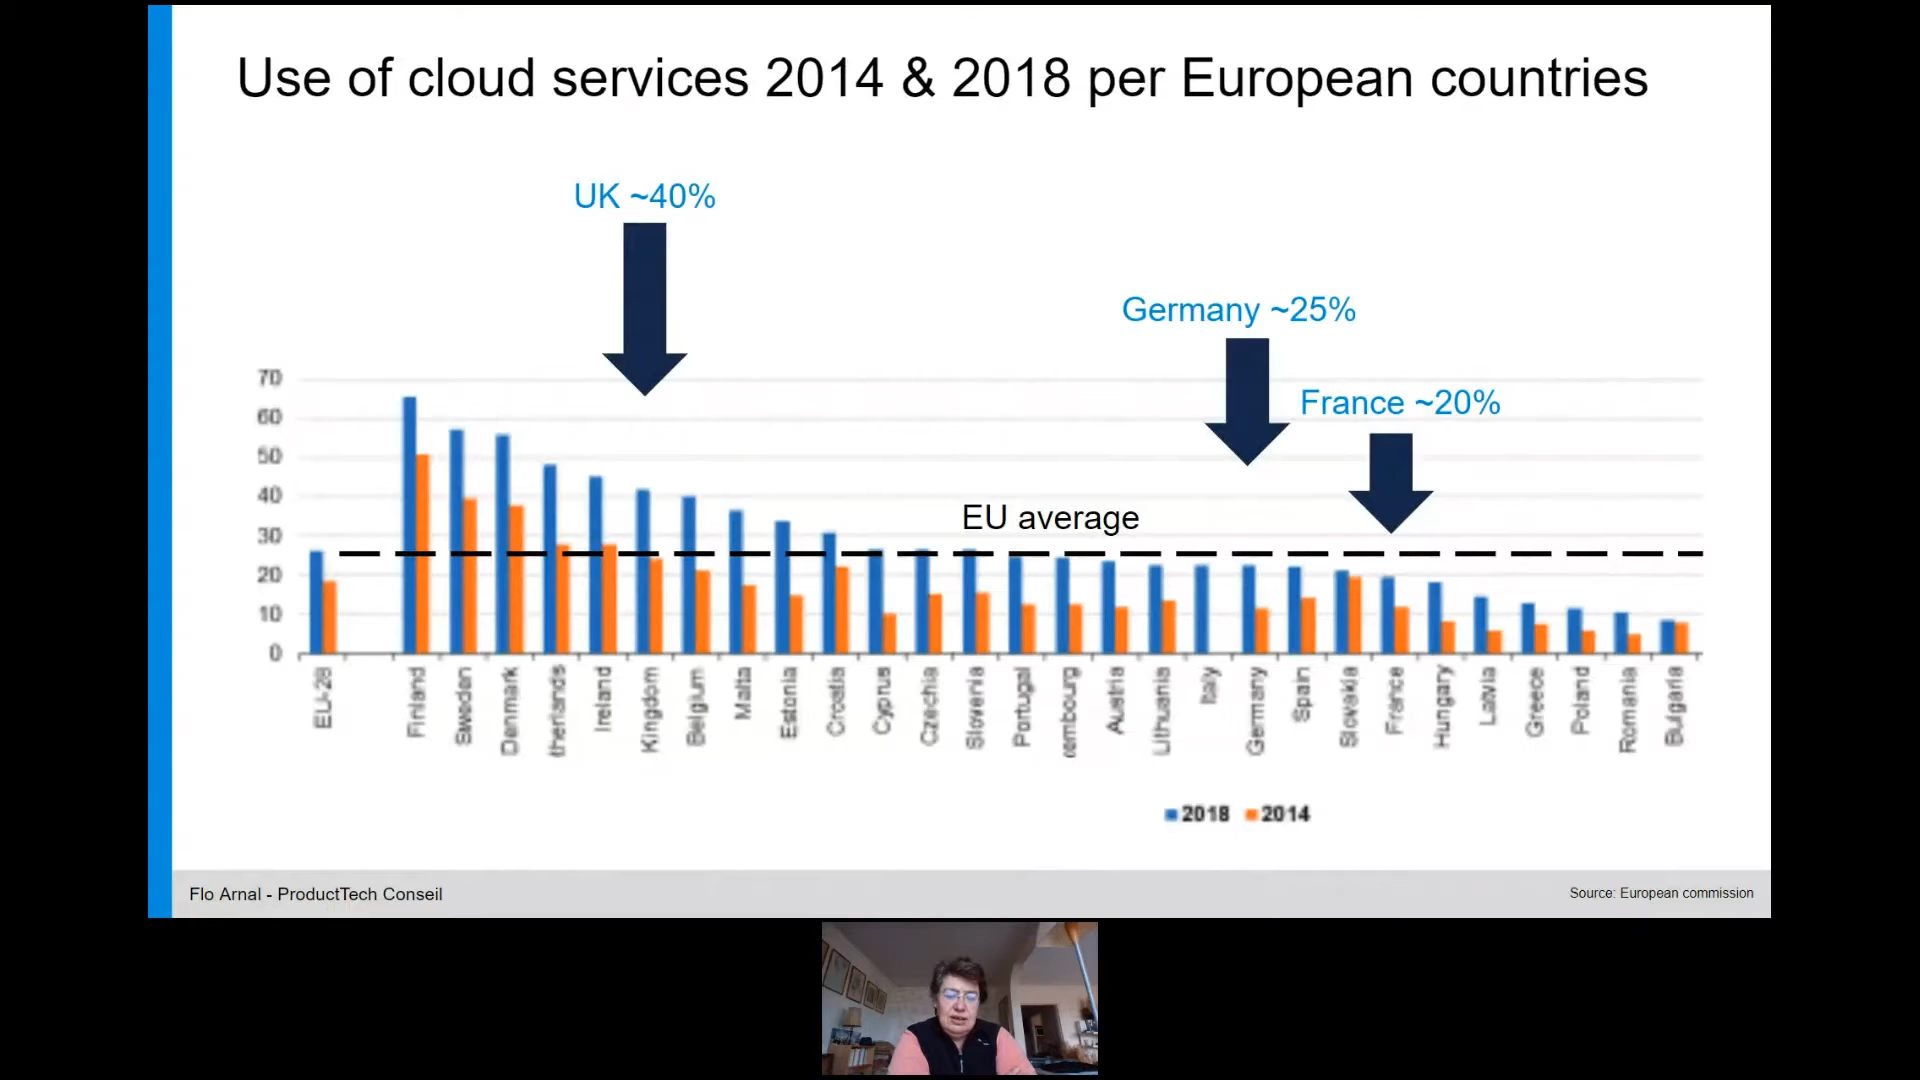 Use of cloud services 2014 & 2018 per European countries
UK ~40%
Germany ~25%
France ~20%
EU average
70
60
50
40
30
20
10
0
EU-28
Finland
Sweden
Denmark
therlands
Ireland
Kingdom
Belgium
Malta
Estonia
Croatia
Cyprus
Czechia
Slovenia
Portugal
embourg
Austria
Lithuania
Italy
Germany
Spain
Slovakia
France
Hungary
Latvia
Greece
Poland
Romania
Bulgaria
2018 2014
Flo Arnal - ProductTech Conseil
Source: European commission